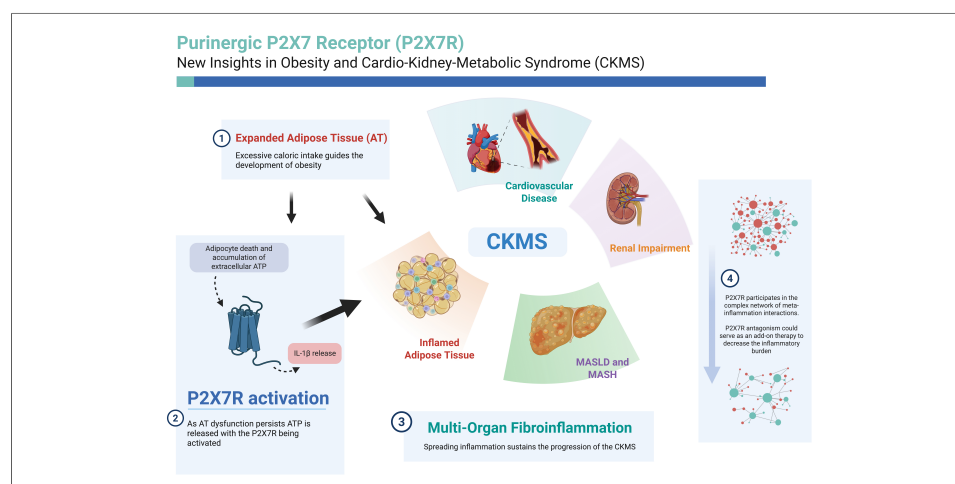 Purinergic P2X7 Receptor (P2X7R)
New Insights in Obesity and Cardio-Kidney-Metabolic Syndrome (CKMS)
1
Expanded Adipose Tissue (AT)
Excessive caloric intake guides the
development of obesity
Adipocyte death and
accumulation of
extracellular ATP
IL-1β release
P2X7R activation
2
As AT dysfunction persists ATP is
released with the P2X7R being
activated
Cardiovascular
Disease
Renal Impairment
CKMS
Inflamed
Adipose Tissue
MASLD and
MASH
3
Multi-Organ Fibroinflammation
Spreading inflammation sustains the progression of the CKMS
4
P2X7R participates in the
complex network of meta-
inflammation interactions.
P2X7R antagonism could
serve as an add-on therapy to
decrease the inflammatory
burden